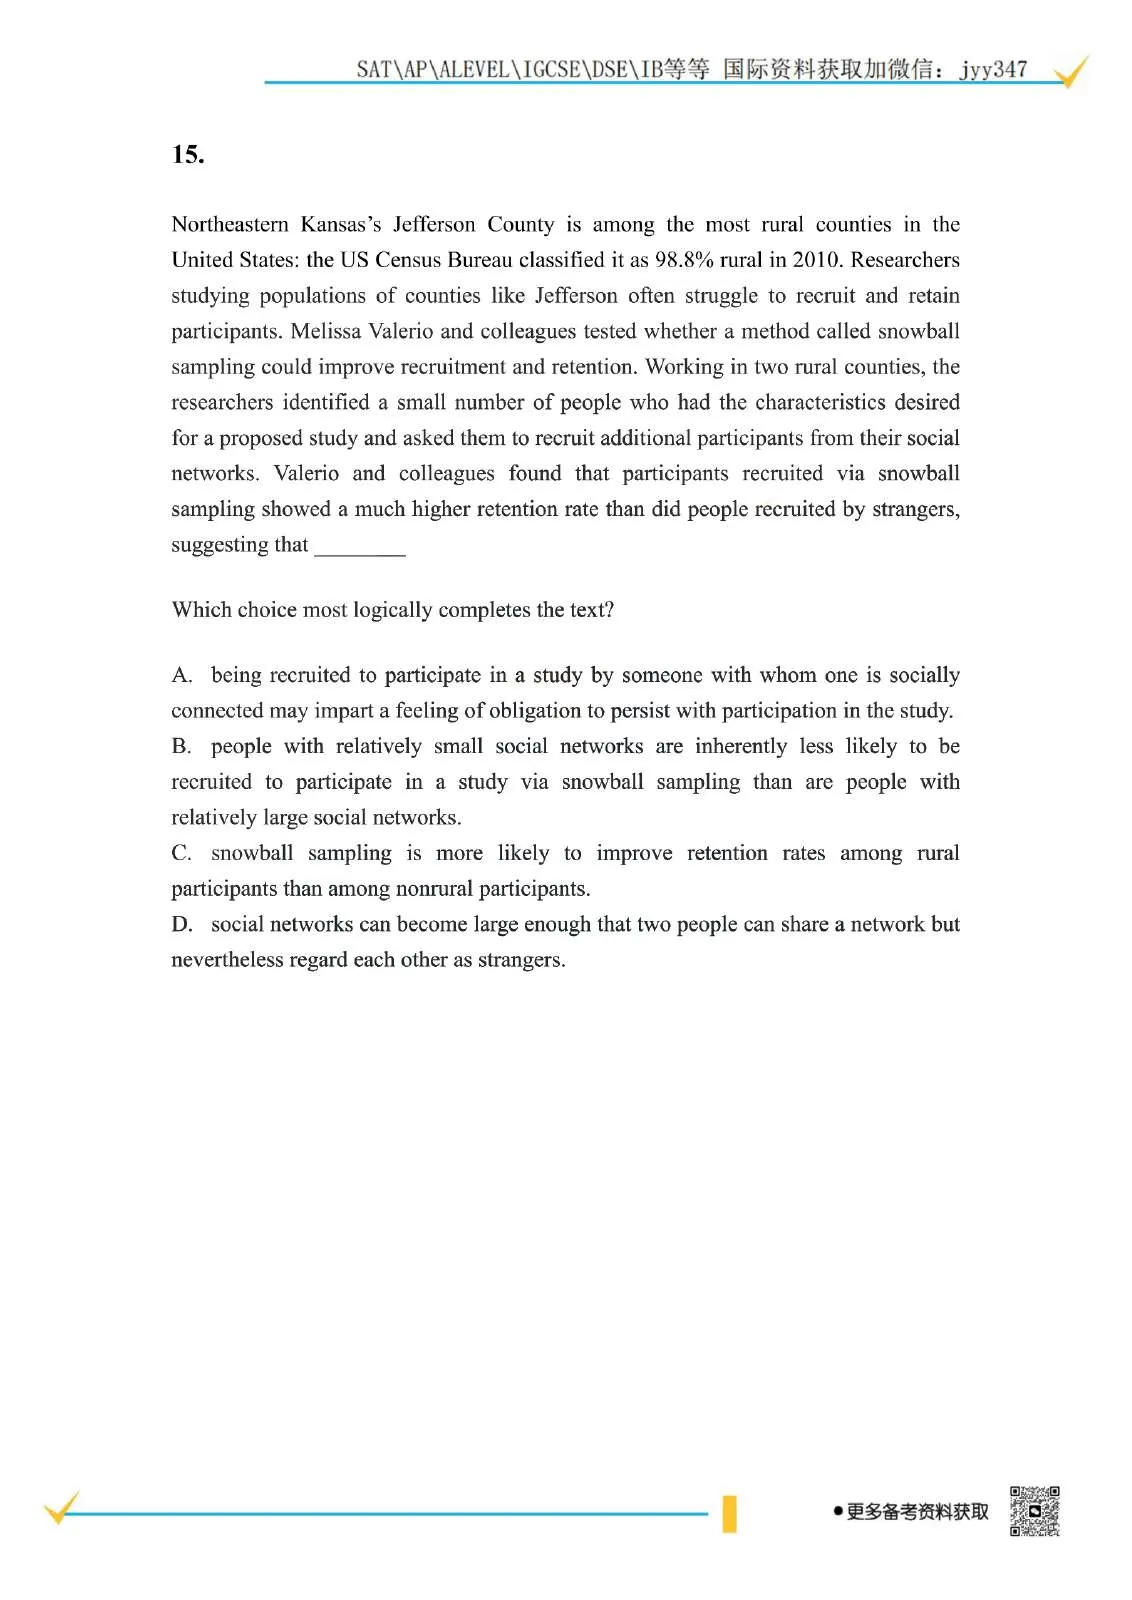 SAT\AP\ALEVEL\IGCSE\DSE\IB等等 国际资料获取加微信：jyy347
15.
Northeastern Kansas’s Jefferson County is among the most rural counties in the
United States: the US Census Bureau classified it as 98.8% rural in 2010. Researchers
studying populations of counties like Jefferson often struggle to recruit and retain
participants. Melissa Valerio and colleagues tested whether a method called snowball
sampling could improve recruitment and retention. Working in two rural counties, the
researchers identified a small number of people who had the characteristics desired
for a proposed study and asked them to recruit additional participants from their social
networks. Valerio and colleagues found that participants recruited via snowball
sampling showed a much higher retention rate than did people recruited by strangers,
suggesting that ________
Which choice most logically completes the text?
A. being recruited to participate in a study by someone with whom one is socially
connected may impart a feeling of obligation to persist with participation in the study.
B. people with relatively small social networks are inherently less likely to be
recruited to participate in a study via snowball sampling than are people with
relatively large social networks.
C. snowball sampling is more likely to improve retention rates among rural
participants than among nonrural participants.
D. social networks can become large enough that two people can share a network but
nevertheless regard each other as strangers.
●更多备考资料获取